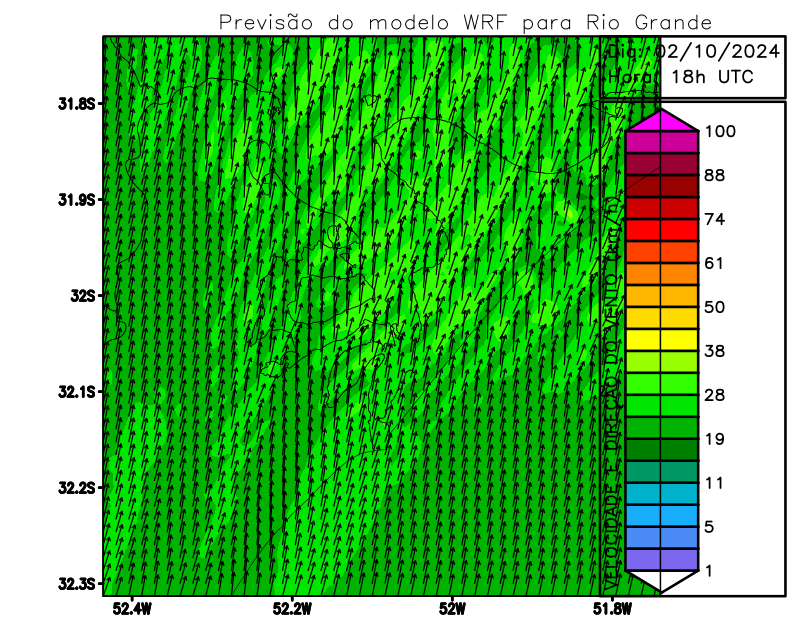 Previsão do modelo WRF para Rio Grande
Dia: 02/10/2024
Hora: 18h UTC
31.8S
31.9S
32S
32.1S
32.2S
32.3S
52.4W
52.2W
52W
51.8W
VELOCIDADE E DIREÇÃO DO VENTO (km/h)
100
88
74
61
50
38
28
19
11
5
1